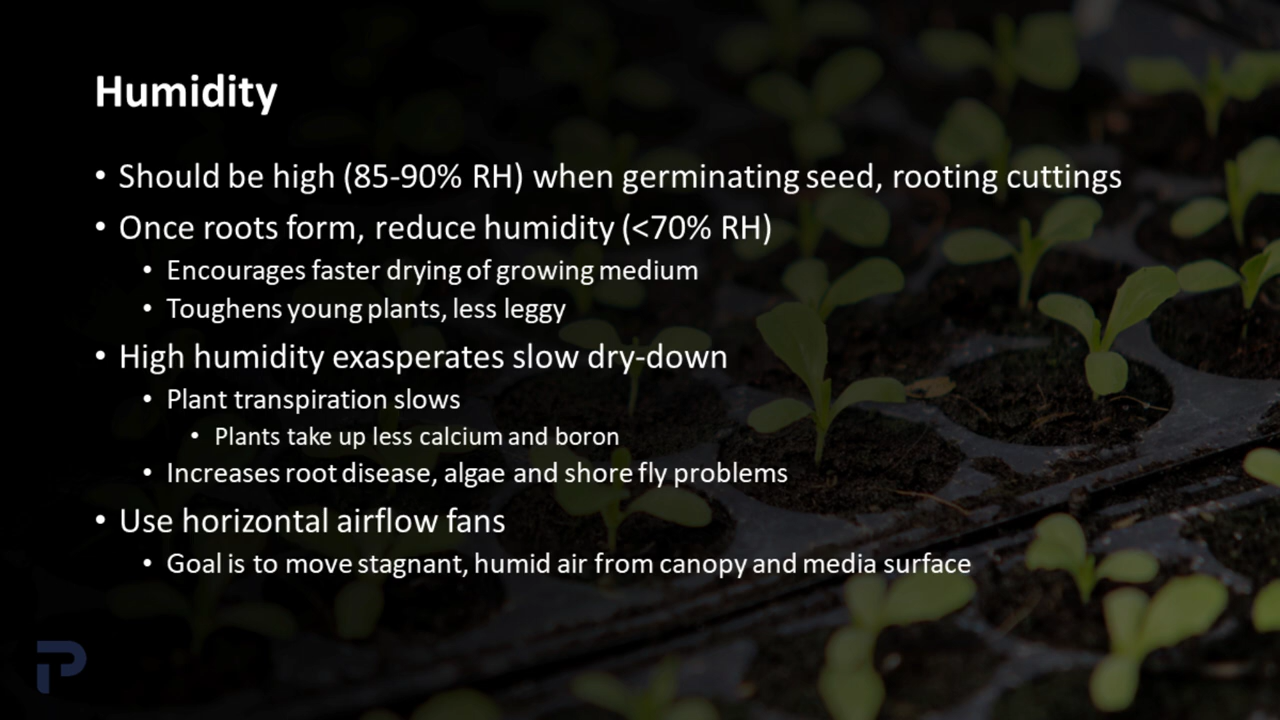 Humidity
• Should be high (85-90% RH) when germinating seed, rooting cuttings
• Once roots form, reduce humidity (<70% RH)
• Encourages faster drying of growing medium
• Toughens young plants, less leggy
• High humidity exasperates slow dry-down
• Plant transpiration slows
• Plants take up less calcium and boron
• Increases root disease, algae and shore fly problems
• Use horizontal airflow fans
• Goal is to move stagnant, humid air from canopy and media surface